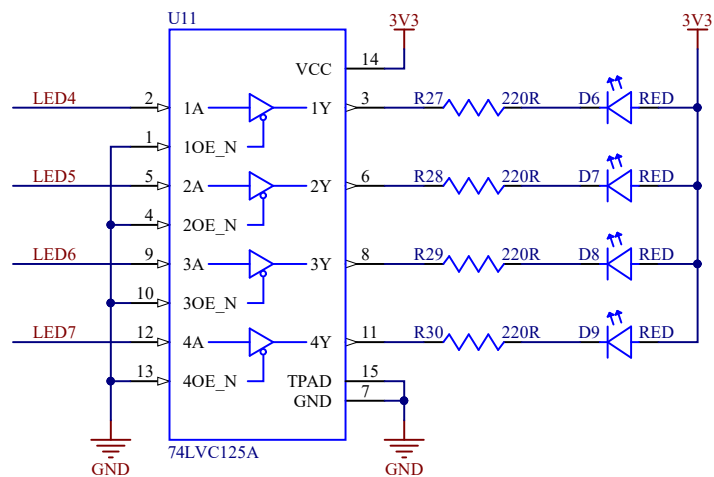 U11 3V3 3V3
VCC 14
LED4 2 1A 1Y 3 R27 220R D6 RED
1 1OE_N
LED5 5 2A 2Y 6 R28 220R D7 RED
4 2OE_N
LED6 9 3A 3Y 8 R29 220R D8 RED
10 3OE_N
LED7 12 4A 4Y 11 R30 220R D9 RED
13 4OE_N TPAD 15
GND 7
74LVC125A
GND GND